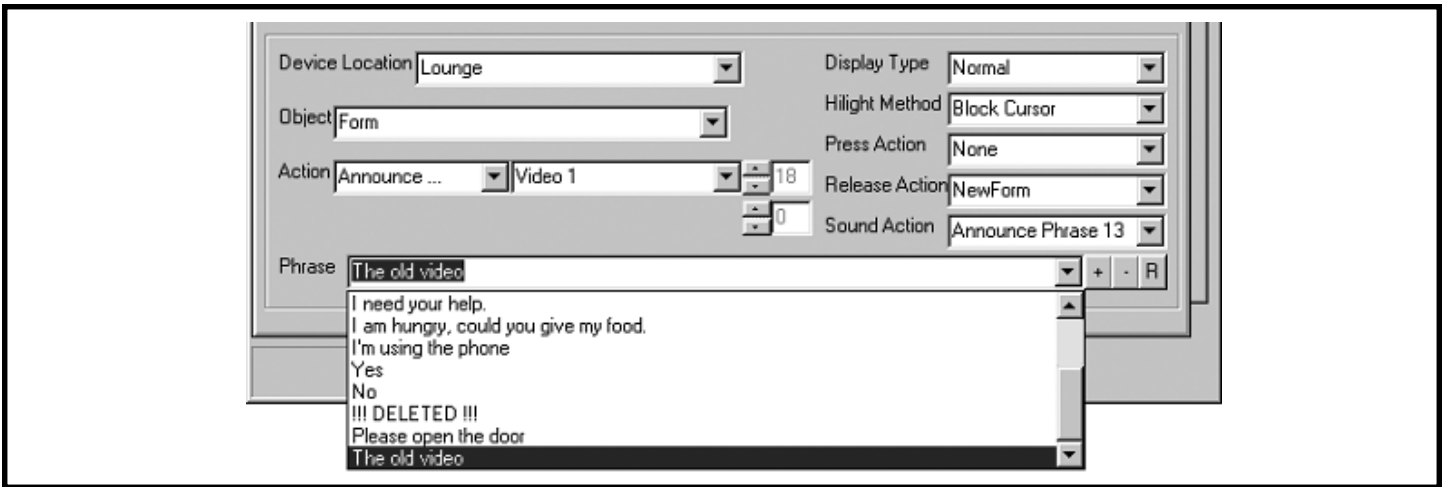 Device Location Lounge
Display Type Normal
Hilight Method Block Cursor
Object Form
Press Action None
Action Announce ... Video 1 18
Release Action NewForm
0
Sound Action Announce Phrase 13
Phrase The old video + - R
I need your help.
I am hungry, could you give my food.
I'm using the phone
Yes
No
!!! DELETED !!!
Please open the door
The old video